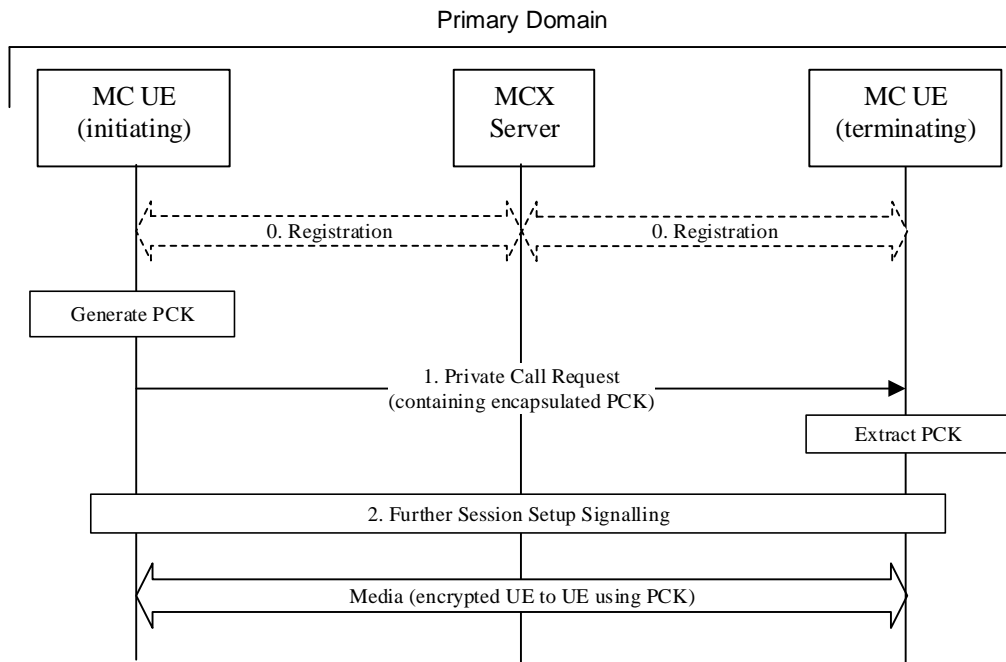 Primary Domain
MC UE
(initiating)
MCX
Server
MC UE
(terminating)
0. Registration
0. Registration
Generate PCK
1. Private Call Request
(containing encapsulated PCK)
Extract PCK
2. Further Session Setup Signalling
Media (encrypted UE to UE using PCK)